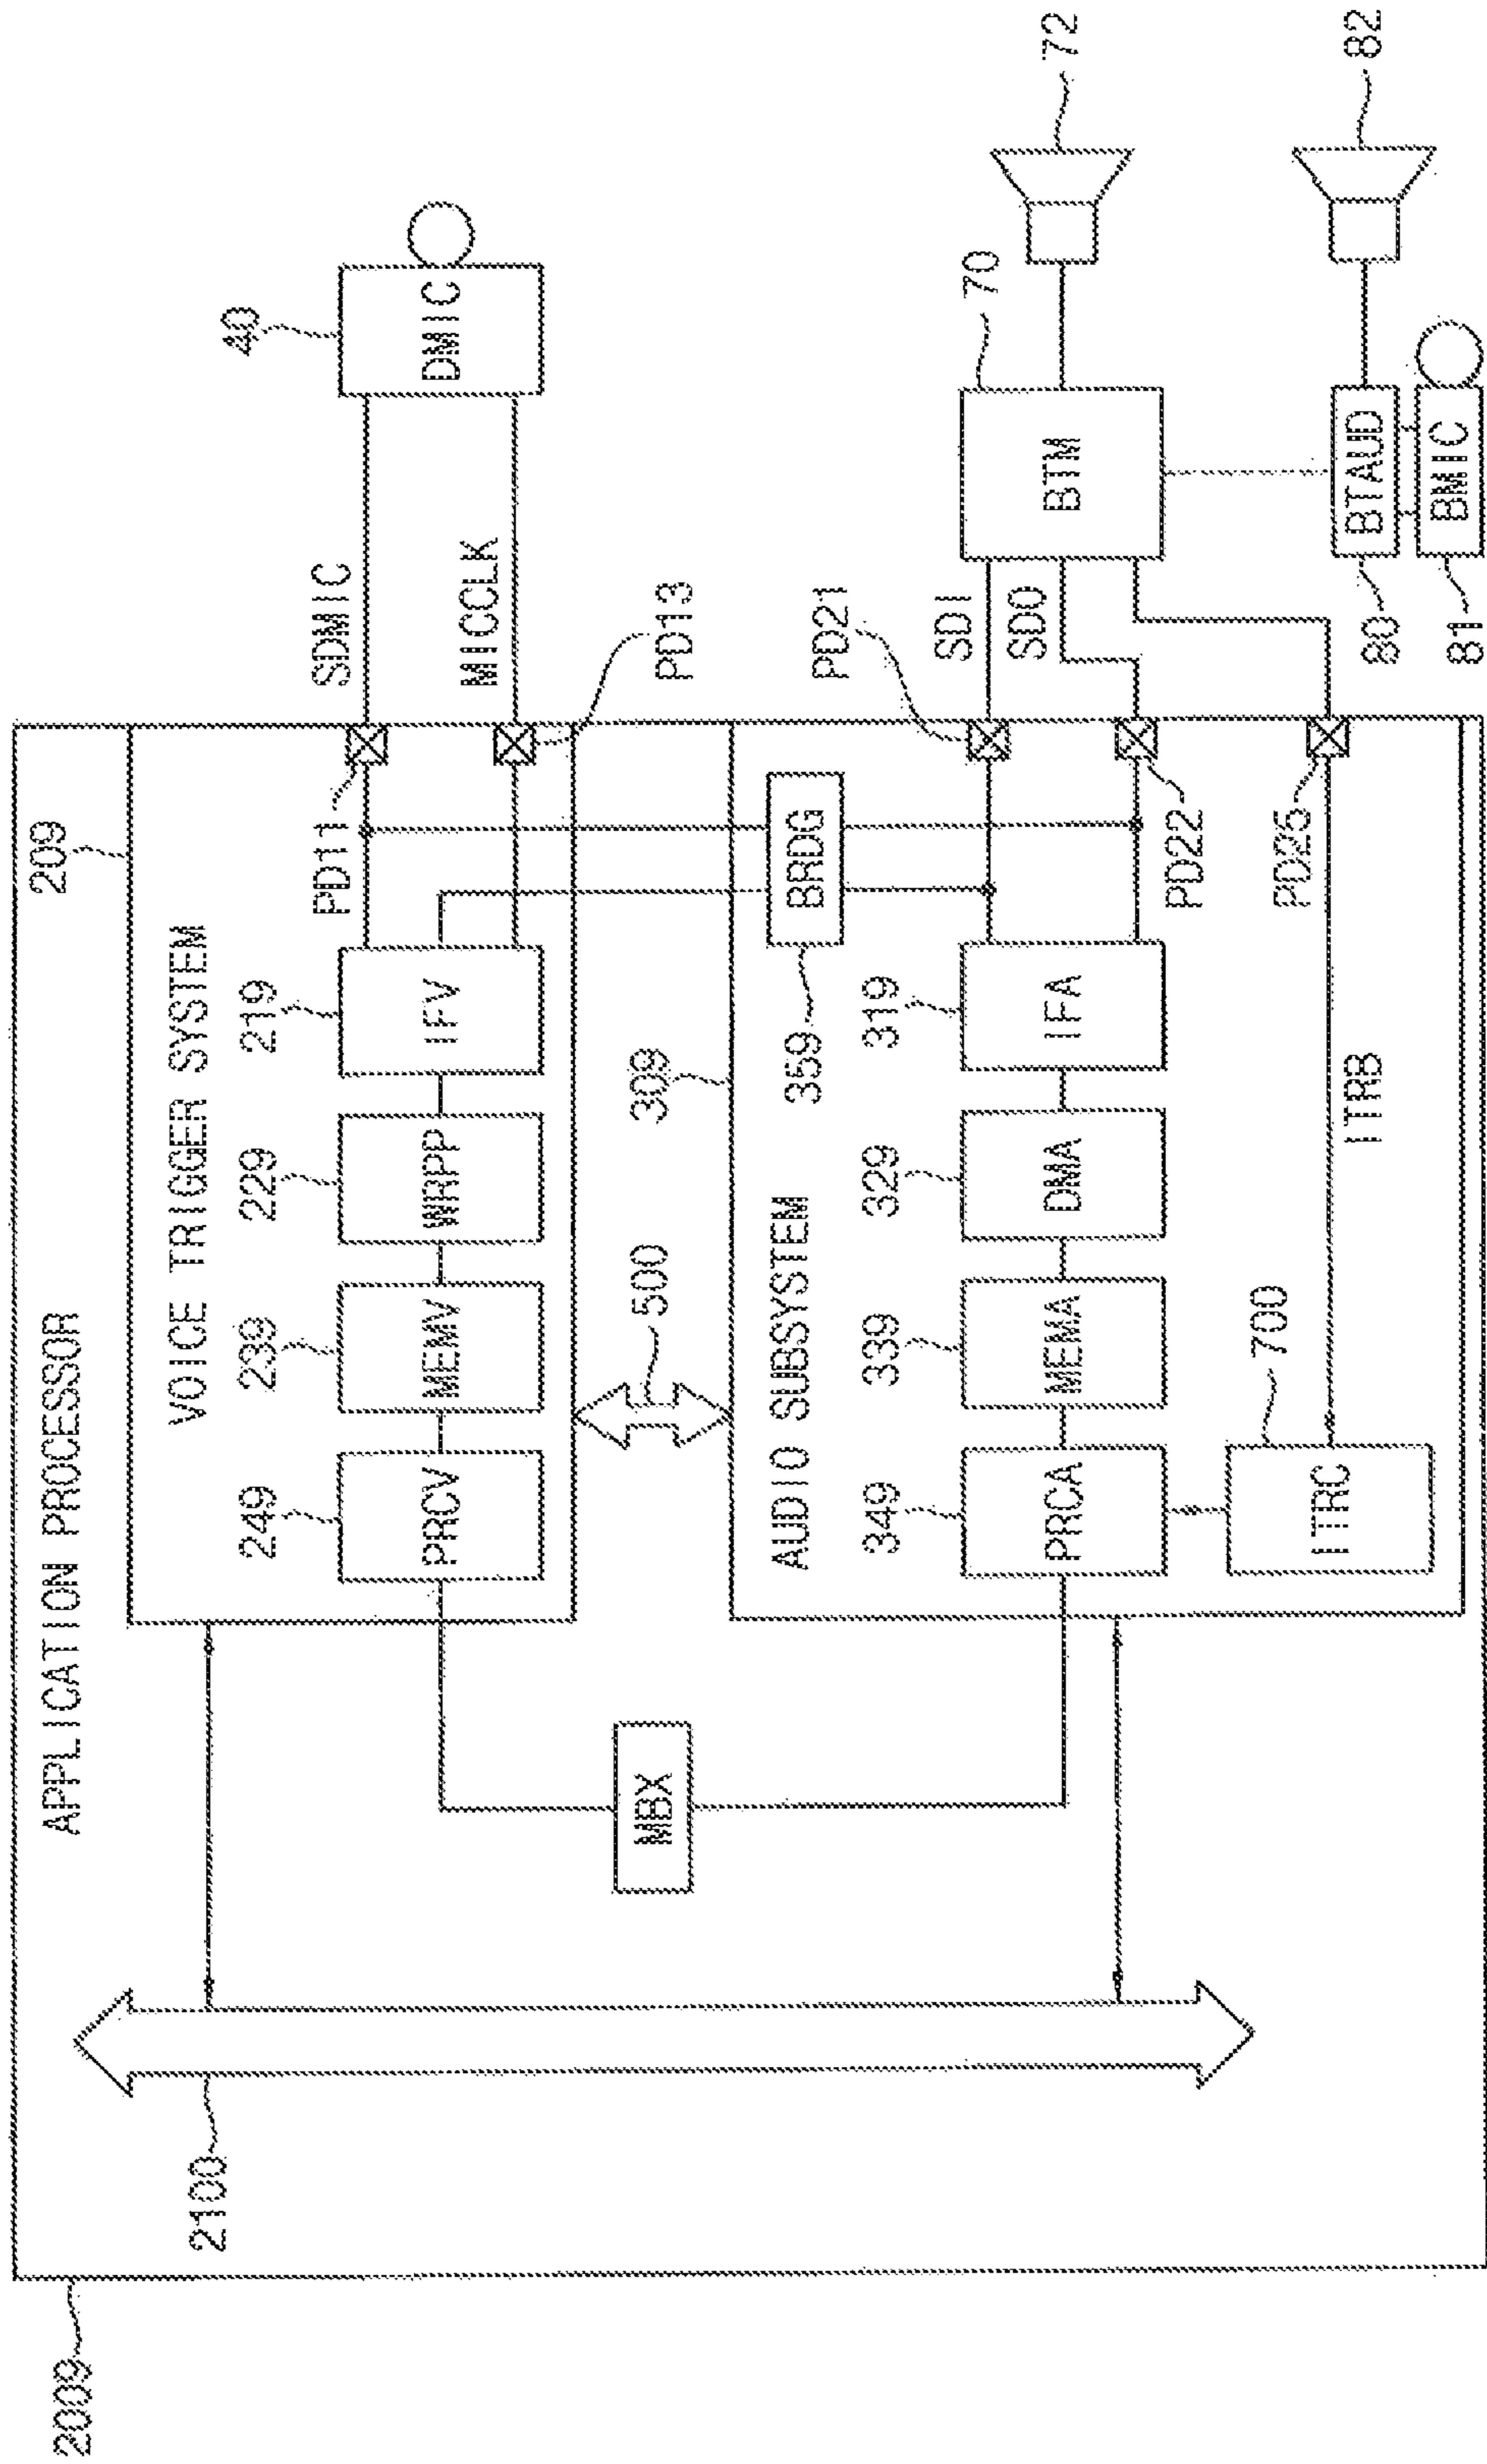 2009
APPLICATION PROCESSOR
209
VOICE TRIGGER SYSTEM
2100
249
239
229
219
PRCV
MEMV
WRPP
IFV
PD11
SDMIC
MICCLK
PD13
40
DMIC
MBX
500
309
AUDIO SUBSYSTEM
359
BRDG
349
339
329
319
PRCA
MEMA
DMA
IFA
PD21
SDI
SDO
PD22
PD25
70
BTM
72
700
ITRC
ITRB
80
BTAUD
81
BMIC
82